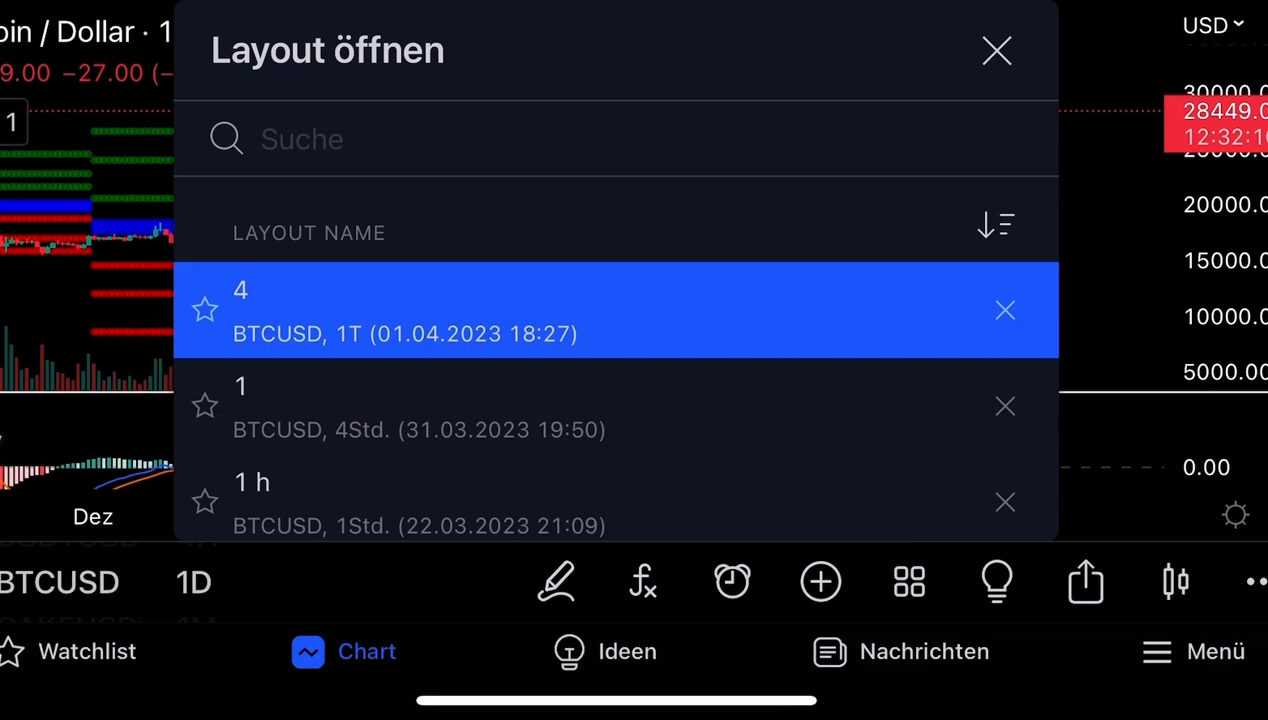 oin / Dollar · 1
9.00 −27.00 (−
1
Layout öffnen
Suche
LAYOUT NAME
4
BTCUSD, 1T (01.04.2023 18:27)
1
BTCUSD, 4Std. (31.03.2023 19:50)
1 h
BTCUSD, 1Std. (22.03.2023 21:09)
USD
30000.0
28449.0
12:32:1
25000.0
20000.0
15000.0
10000.0
5000.00
0.00
Dez
BTCUSD 1D
Watchlist
Chart
Ideen
Nachrichten
Menü